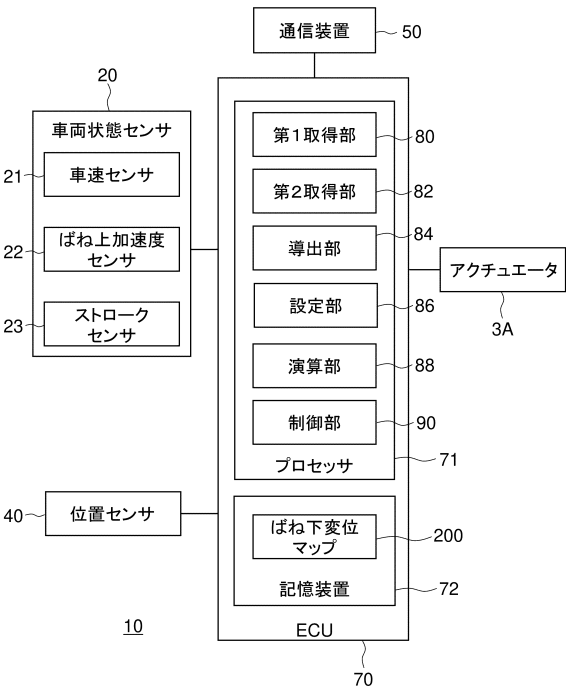 通信装置
50
20
車両状態センサ
21
車速センサ
22
ばね上加速度
センサ
23
ストローク
センサ
第1取得部
80
第2取得部
82
導出部
84
設定部
86
演算部
88
制御部
90
プロセッサ
71
アクチュエータ
3A
40
位置センサ
ばね下変位
マップ
200
記憶装置
72
10
ECU
70